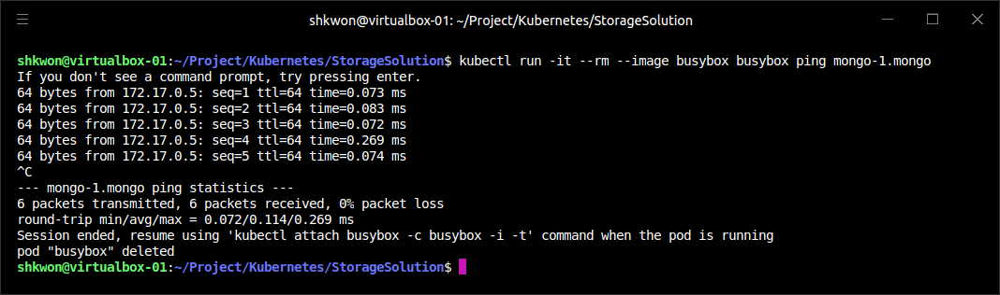 shkwon@virtualbox-01: ~/Project/Kubernetes/StorageSolution
shkwon@virtualbox-01:~/Project/Kubernetes/StorageSolution$ kubectl run -it --rm --image busybox busybox ping mongo-1.mongo
If you don't see a command prompt, try pressing enter.
64 bytes from 172.17.0.5: seq=1 ttl=64 time=0.073 ms
64 bytes from 172.17.0.5: seq=2 ttl=64 time=0.083 ms
64 bytes from 172.17.0.5: seq=3 ttl=64 time=0.072 ms
64 bytes from 172.17.0.5: seq=4 ttl=64 time=0.269 ms
64 bytes from 172.17.0.5: seq=5 ttl=64 time=0.074 ms
^C
--- mongo-1.mongo ping statistics ---
6 packets transmitted, 6 packets received, 0% packet loss
round-trip min/avg/max = 0.072/0.114/0.269 ms
Session ended, resume using 'kubectl attach busybox -c busybox -i -t' command when the pod is running
pod "busybox" deleted
shkwon@virtualbox-01:~/Project/Kubernetes/StorageSolution$